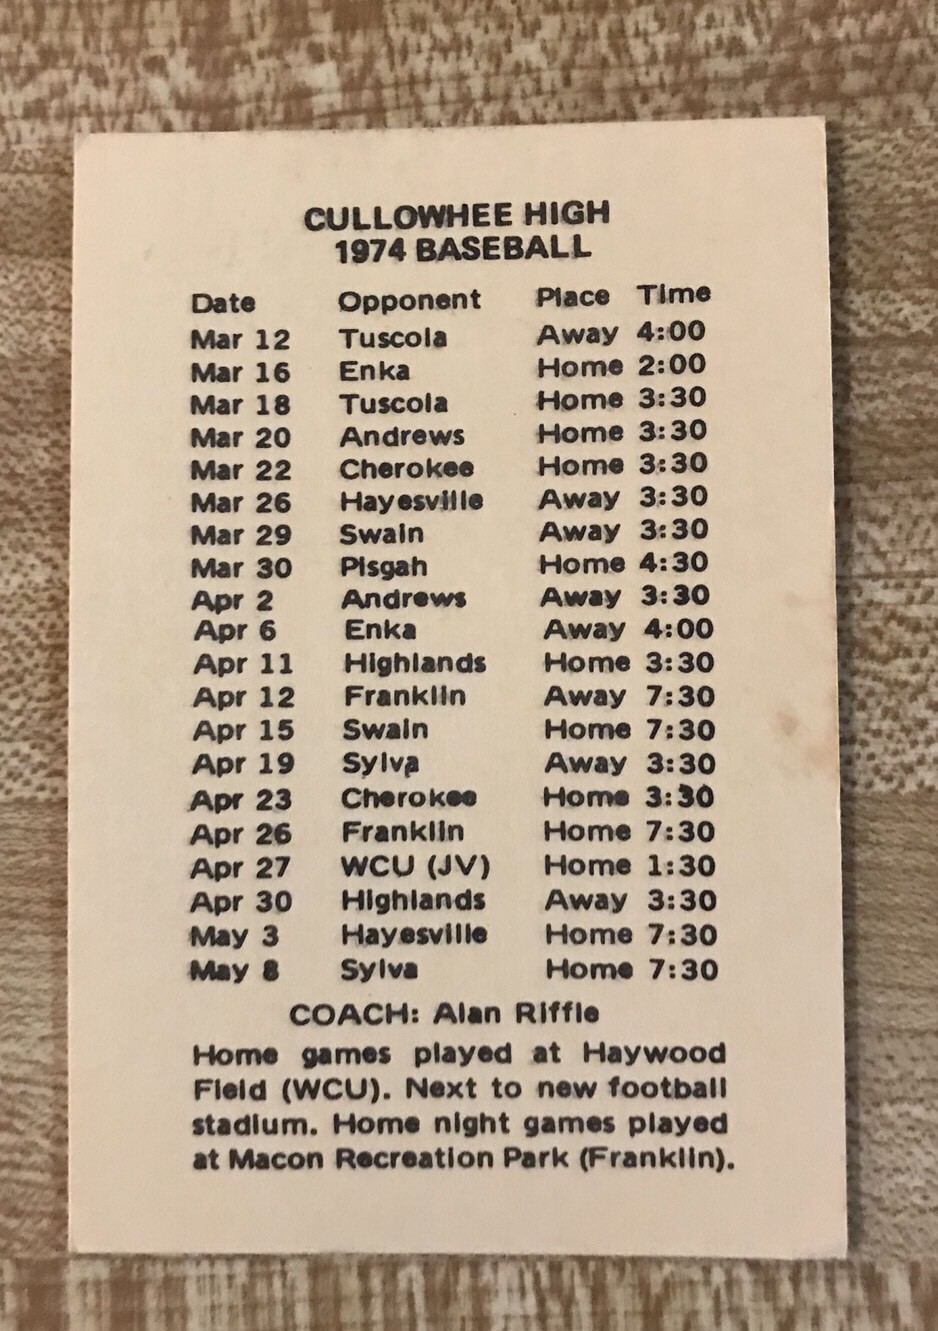 CULLOWHEE HIGH
1974 BASEBALL
Date Opponent Place Time
Mar 12 Tuscola Away 4:00
Mar 16 Enka Home 2:00
Mar 18 Tuscola Home 3:30
Mar 20 Andrews Home 3:30
Mar 22 Cherokee Home 3:30
Mar 26 Hayesville Away 3:30
Mar 29 Swain Away 3:30
Mar 30 Pisgah Home 4:30
Apr 2 Andrews Away 3:30
Apr 6 Enka Away 4:00
Apr 11 Highlands Home 3:30
Apr 12 Franklin Away 7:30
Apr 15 Swain Home 7:30
Apr 19 Sylva Away 3:30
Apr 23 Cherokee Home 3:30
Apr 26 Franklin Home 7:30
Apr 27 WCU (JV) Home 1:30
Apr 30 Highlands Away 3:30
May 3 Hayesville Home 7:30
May 8 Sylva Home 7:30
COACH: Alan Riffle
Home games played at Haywood
Field (WCU). Next to new football
stadium. Home night games played
at Macon Recreation Park (Franklin).